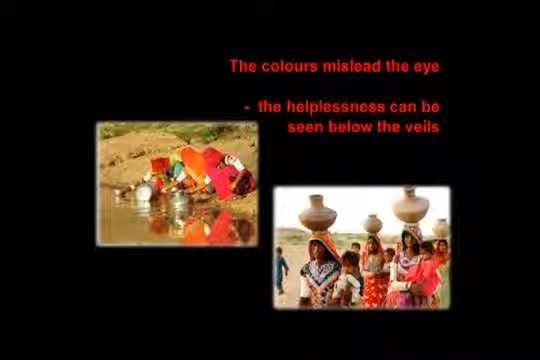 The colours mislead the eye
- the helplessness can be
seen below the veils